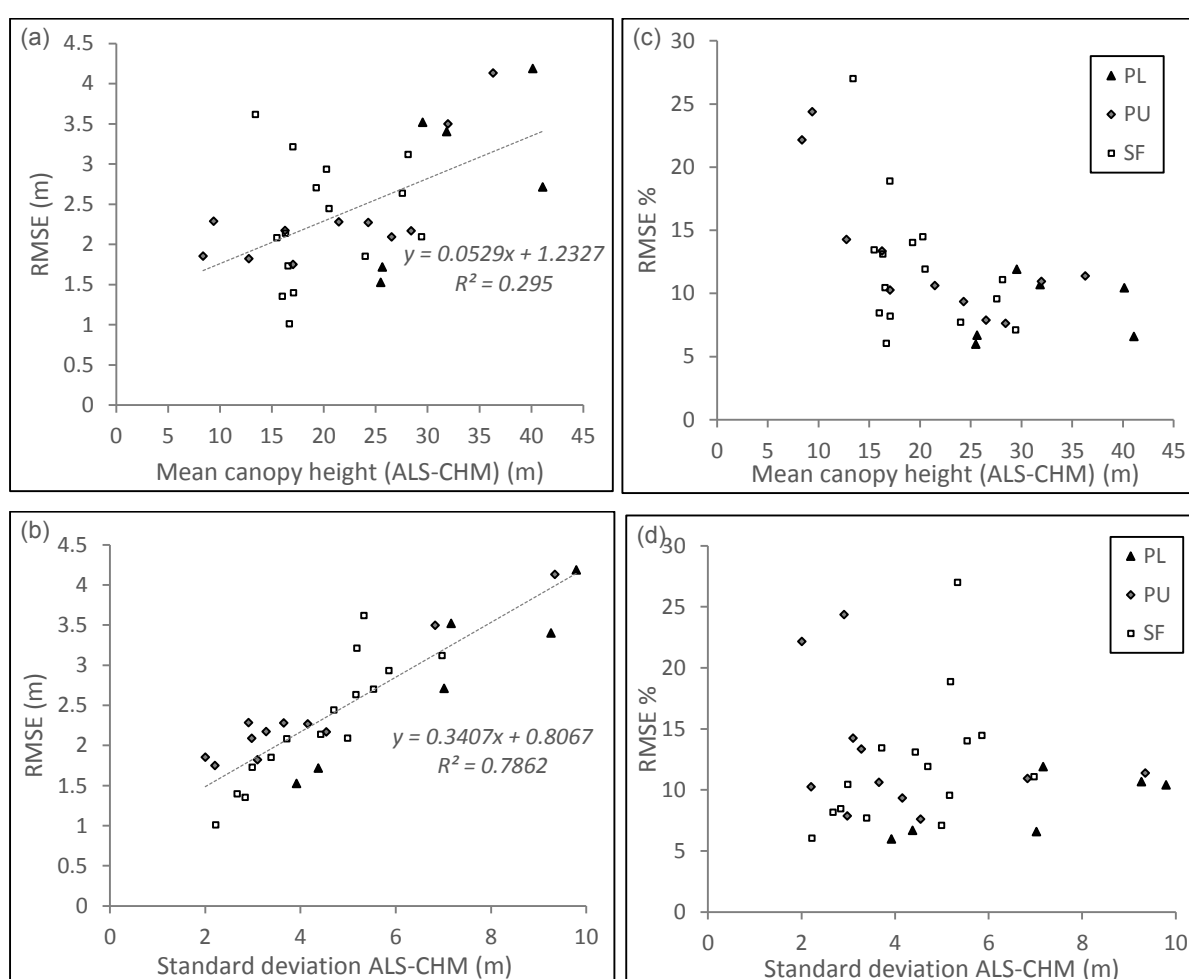 (a)
4.5
4
3.5
3
2.5
2
1.5
1
0.5
0
RMSE (m)
y = 0.0529x + 1.2327
R² = 0.295
0 5 10 15 20 25 30 35 40 45
Mean canopy height (ALS-CHM) (m)
(c)
30
25
20
15
10
5
0
RMSE %
PL
PU
SF
0 5 10 15 20 25 30 35 40 45
Mean canopy height (ALS-CHM) (m)
(b)
4.5
4
3.5
3
2.5
2
1.5
1
0.5
0
RMSE (m)
y = 0.3407x + 0.8067
R² = 0.7862
0 2 4 6 8 10
Standard deviation ALS-CHM (m)
(d)
30
25
20
15
10
5
0
RMSE %
PL
PU
SF
0 2 4 6 8 10
Standard deviation ALS-CHM (m)